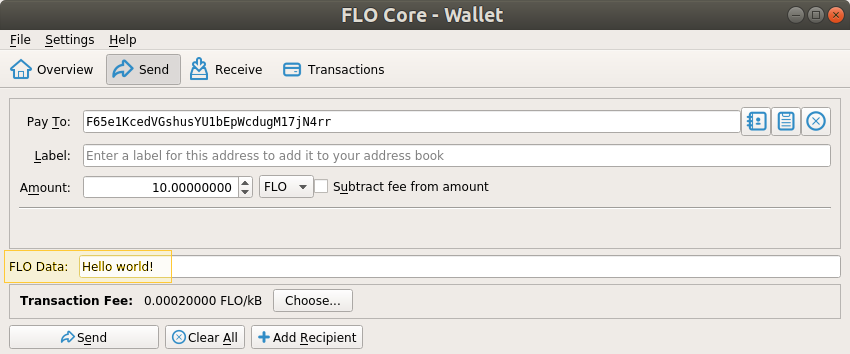 FLO Core - Wallet
File Settings Help
Overview Send Receive Transactions
Pay To: F65e1KcedVGshusYU1bEpWcdugM17jN4rr
Label: Enter a label for this address to add it to your address book
Amount: 10.00000000 FLO Subtract fee from amount
FLO Data: Hello world!
Transaction Fee: 0.00020000 FLO/kB Choose...
Send Clear All Add Recipient